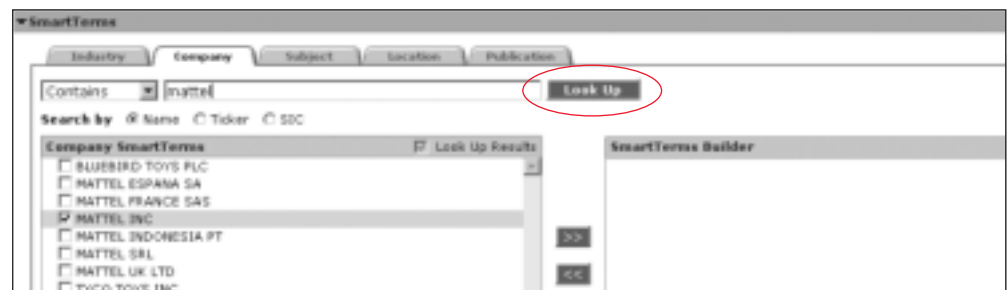 SmartTerms
Industry Company Subject Location Publication
Contains mattel Look Up
Search by Name Ticker SIC
Company SmartTerms Look Up Results SmartTerms Builder
BLUEBIRD TOYS PLC
MATTEL ESPANA SA
MATTEL FRANCE SAS
MATTEL INC
MATTEL INDONESIA PT
>>
MATTEL SRL
MATTEL UK LTD
<<
TYCO TOYS INC